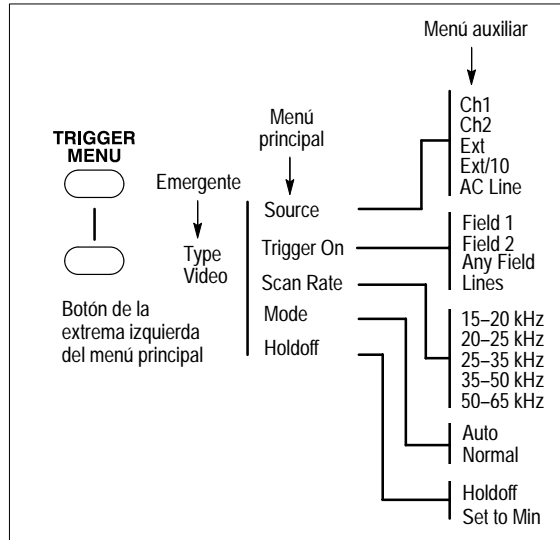 Menú auxiliar
Menú
principal
TRIGGER
MENU
Emergente
Type
Video
Botón de la
extrema izquierda
del menú principal
Source
Trigger On
Scan Rate
Mode
Holdoff
Ch1
Ch2
Ext
Ext/10
AC Line
Field 1
Field 2
Any Field
Lines
15–20 kHz
20–25 kHz
25–35 kHz
35–50 kHz
50–65 kHz
Auto
Normal
Holdoff
Set to Min